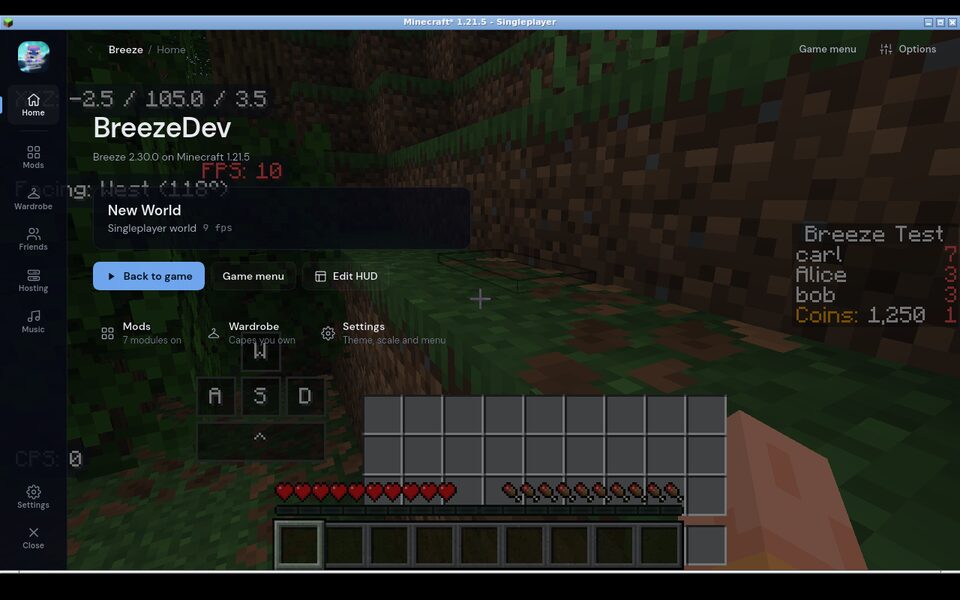 Minecraft* 1.21.5 - Singleplayer
Breeze / Home
Game menu
Options
XYZ: -2.5 / 105.0 / 3.5
Home
BreezeDev
Breeze 2.30.0 on Minecraft 1.21.5
FPS: 10
Mods
Facing: West (118°)
Wardrobe
New World
Singleplayer world 9 fps
Friends
Breeze Test
carl 7
Alice 3
bob 3
Coins: 1,250 1
Back to game
Game menu
Edit HUD
Hosting
Music
Mods
7 modules on
Wardrobe
Capes you own
Settings
Theme, scale and menu
W
A S D
^
CPS: 0
Settings
Close